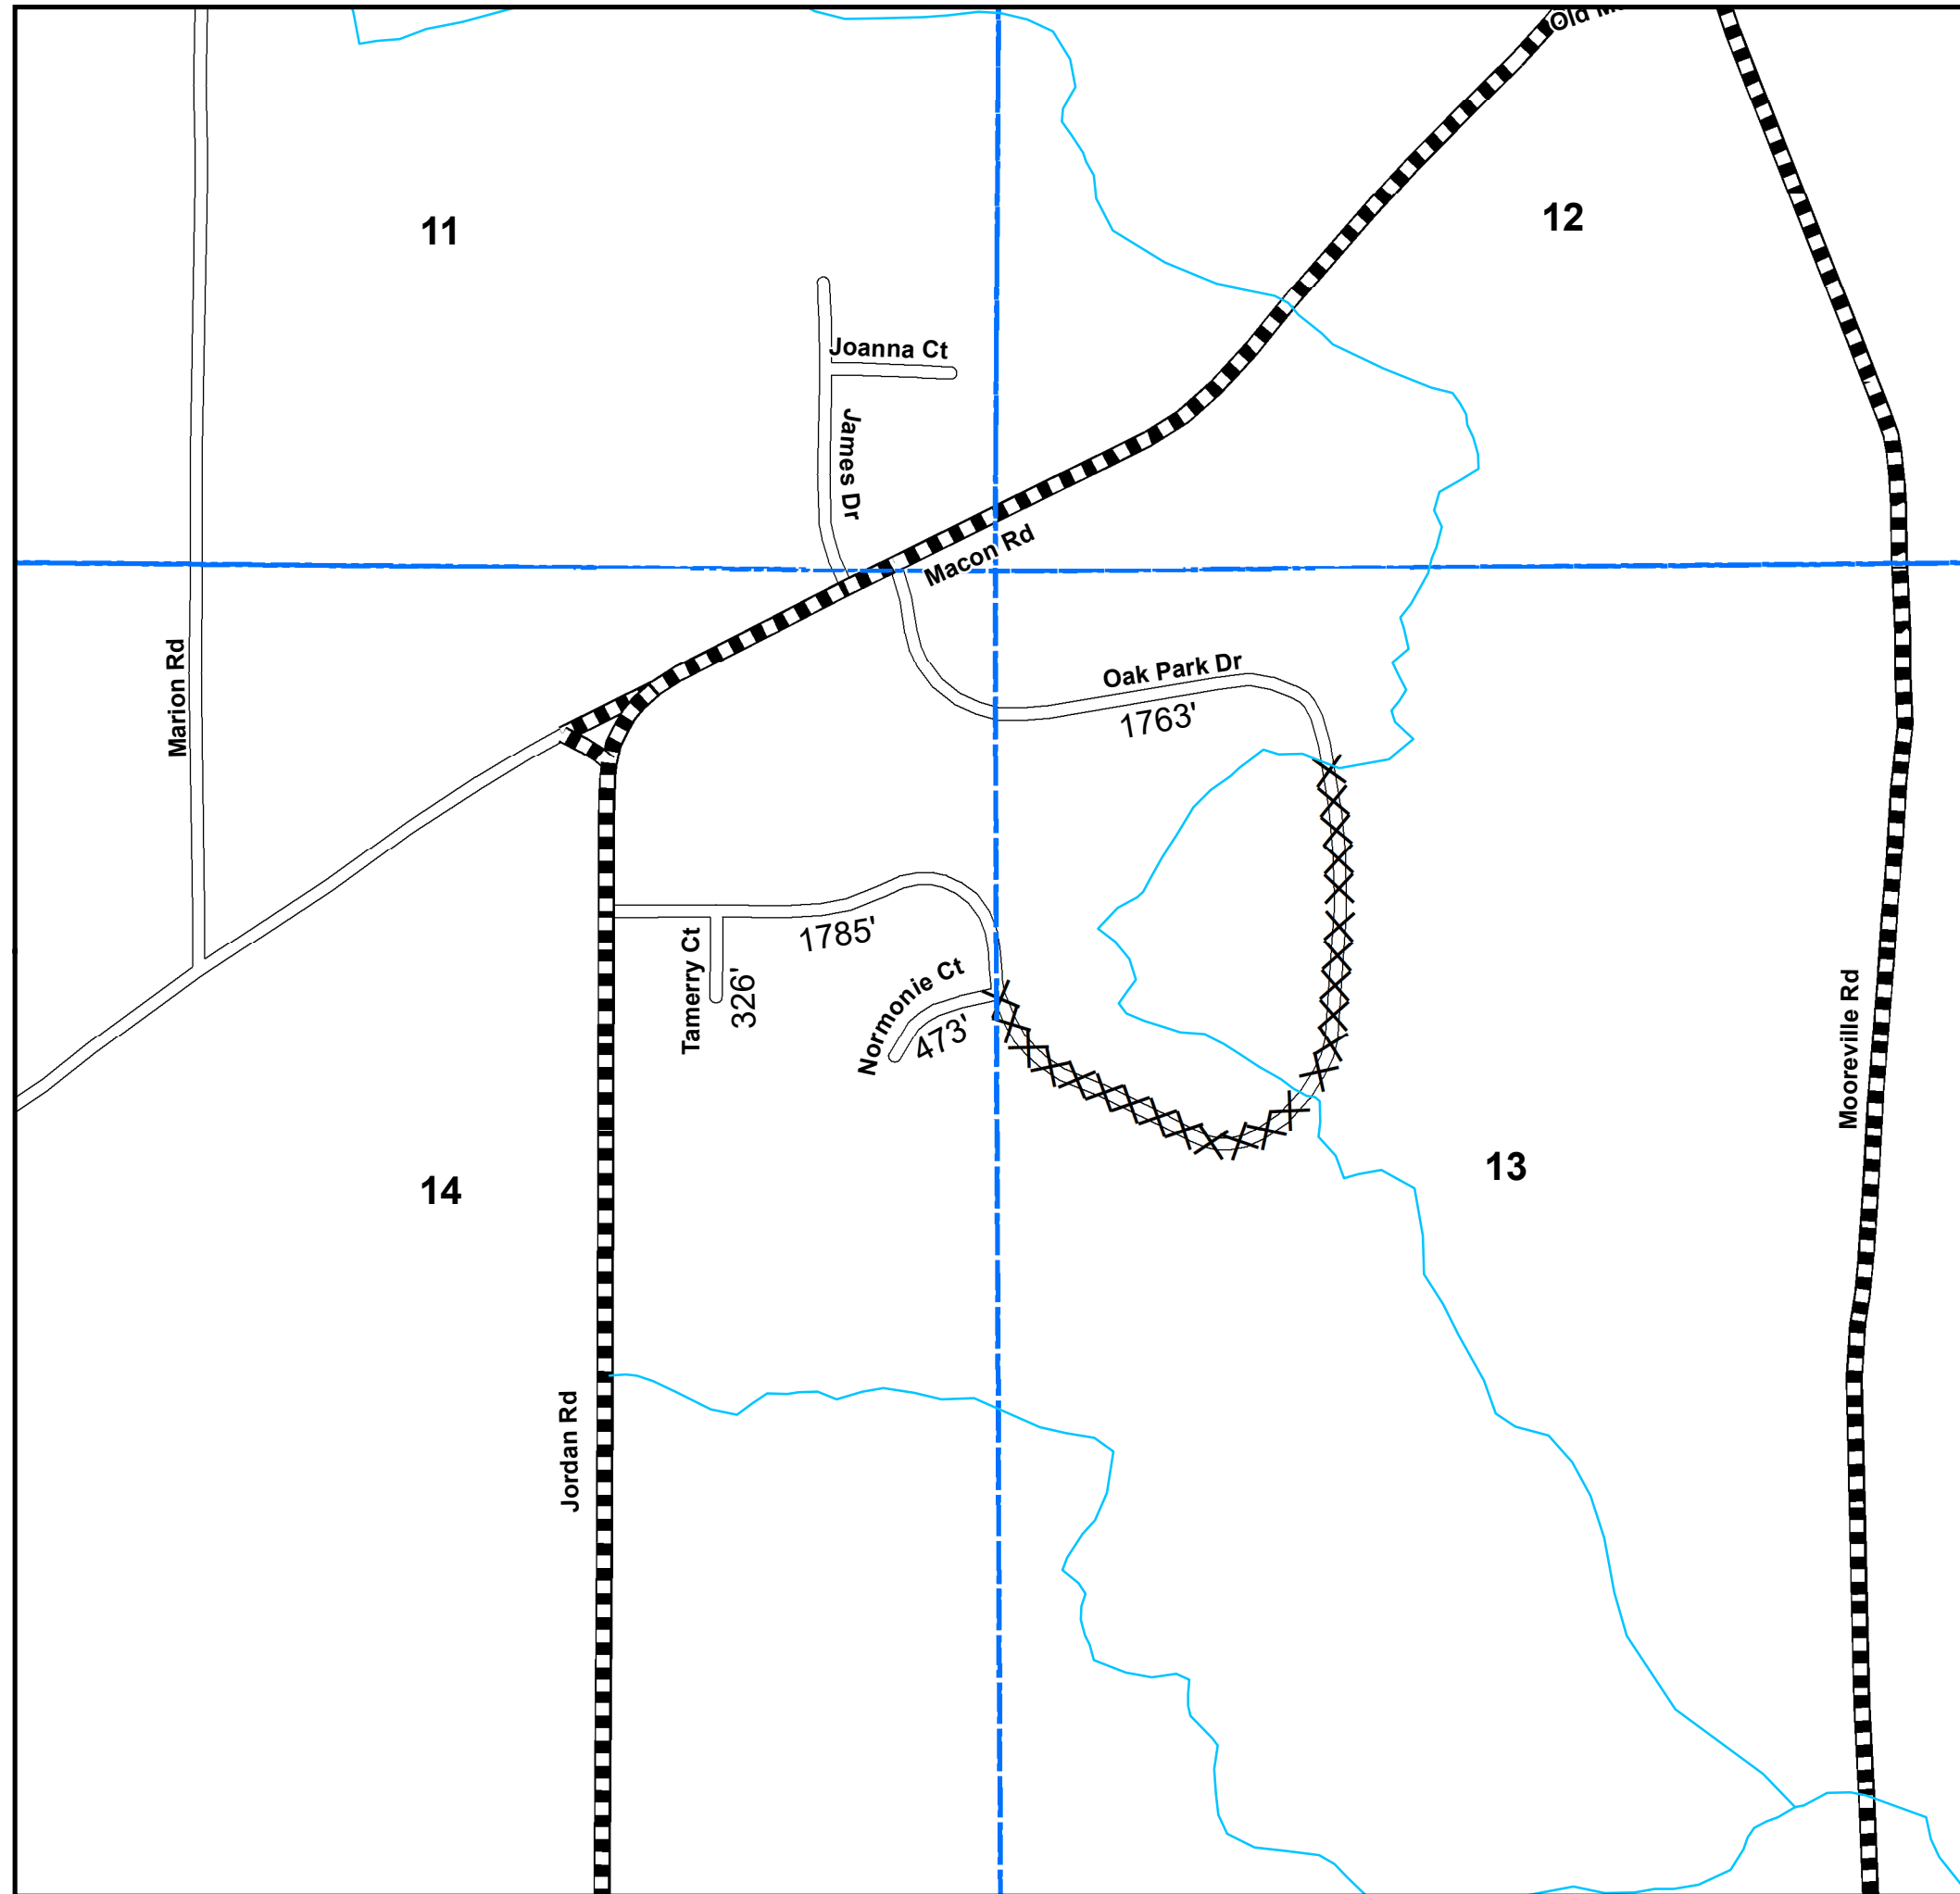 Old
11
12
Joanna Ct
James Dr
Macon Rd
Marion Rd
Oak Park Dr
1763'
1785'
Tamerry Ct
326'
Normonie Ct
473'
Mooreville Rd
14
13
Jordan Rd